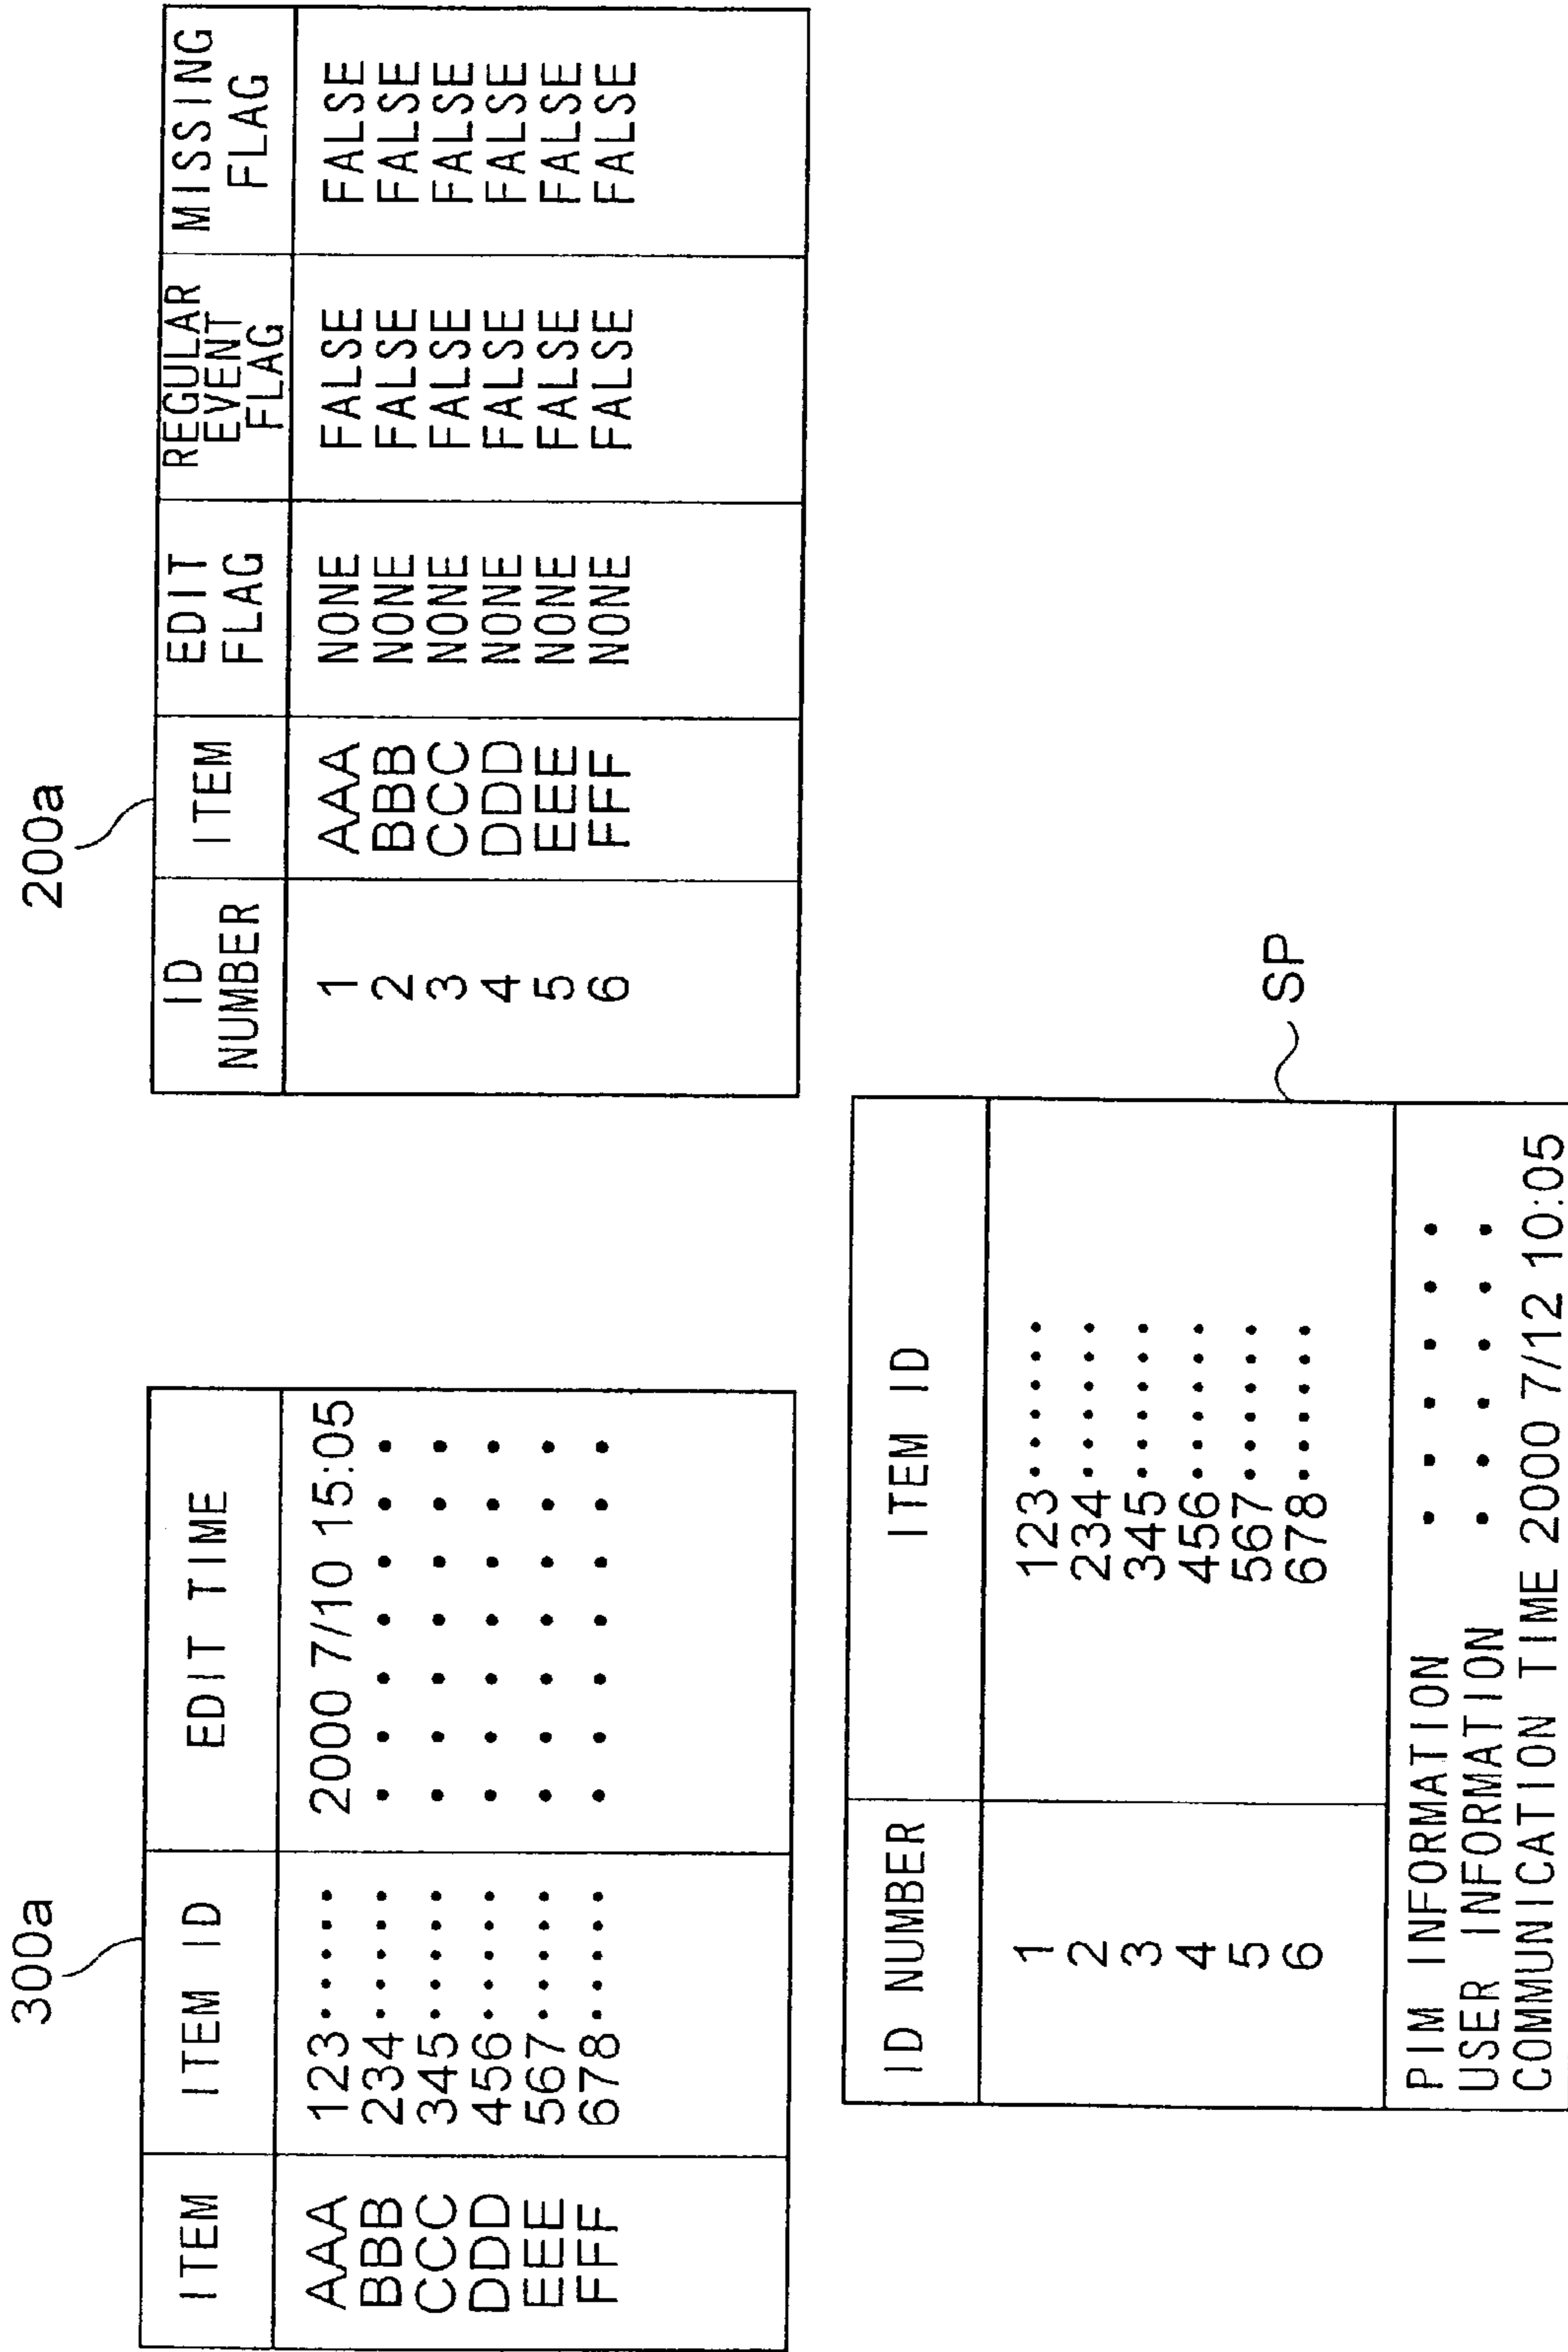 300a
ITEM ITEM ID EDIT TIME
AAA 123······ 2000 7/10 15:05
BBB 234······ · · · · · · ·
CCC 345······ · · · · · · ·
DDD 456······ · · · · · · ·
EEE 567······ · · · · · · ·
FFF 678······ · · · · · · ·
200a
ID NUMBER ITEM EDIT FLAG REGULAR EVENT FLAG MISSING FLAG
1 AAA NONE FALSE FALSE
2 BBB NONE FALSE FALSE
3 CCC NONE FALSE FALSE
4 DDD NONE FALSE FALSE
5 EEE NONE FALSE FALSE
6 FFF NONE FALSE FALSE
SP
ID NUMBER ITEM ID
1 123······
2 234······
3 345······
4 456······
5 567······
6 678······
PIM INFORMATION · · · · · ·
USER INFORMATION · · · · · ·
COMMUNICATION TIME 2000 7/12 10:05